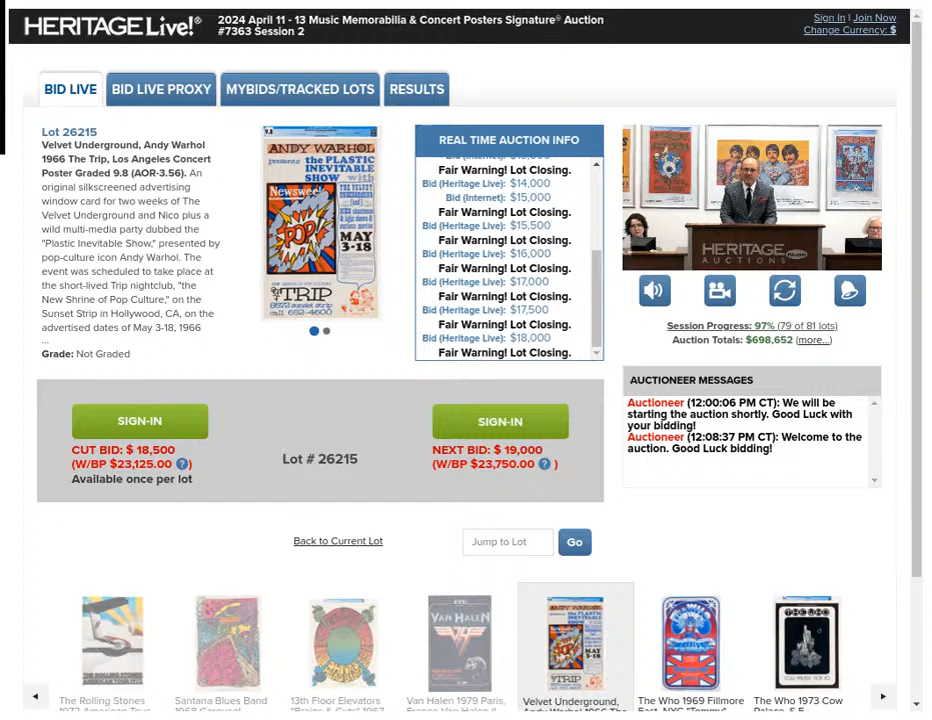 HERITAGE Live!®
2024 April 11 - 13 Music Memorabilia & Concert Posters Signature® Auction
#7363 Session 2
Sign In | Join Now
Change Currency: $
BID LIVE
BID LIVE PROXY
MYBIDS/TRACKED LOTS
RESULTS
Lot 26215
Velvet Underground, Andy Warhol
1966 The Trip, Los Angeles Concert
Poster Graded 9.8 (AOR-3.56). An
original silkscreened advertising
window card for two weeks of The
Velvet Underground and Nico plus a
wild multi-media party dubbed the
"Plastic Inevitable Show," presented by
pop-culture icon Andy Warhol. The
event was scheduled to take place at
the short-lived Trip nightclub, "the
New Shrine of Pop Culture," on the
Sunset Strip in Hollywood, CA, on the
advertised dates of May 3-18, 1966
...
Grade: Not Graded
9.8
ANDY WARHOL
presents the PLASTIC
INEVITABLE
SHOW with
Newsweek
POP
THE VELVET
UNDERGROUND
MAY
3-18
TRIP
REAL TIME AUCTION INFO
Fair Warning! Lot Closing.
Bid (Heritage Live): $14,000
Bid (Internet): $15,000
Fair Warning! Lot Closing.
Bid (Heritage Live): $15,500
Fair Warning! Lot Closing.
Bid (Heritage Live): $16,000
Fair Warning! Lot Closing.
Bid (Heritage Live): $17,000
Fair Warning! Lot Closing.
Bid (Heritage Live): $17,500
Fair Warning! Lot Closing.
Bid (Heritage Live): $18,000
Fair Warning! Lot Closing.
HERITAGE
AUCTIONS
Session Progress: 97% (79 of 81 lots)
Auction Totals: $698,652 (more...)
AUCTIONEER MESSAGES
Auctioneer (12:00:06 PM CT): We will be
starting the auction shortly. Good Luck with
your bidding!
Auctioneer (12:08:37 PM CT): Welcome to the
auction. Good Luck bidding!
SIGN-IN
CUT BID: $ 18,500
(W/BP $23,125.00 ?)
Available once per lot
Lot # 26215
SIGN-IN
NEXT BID: $ 19,000
(W/BP $23,750.00 ? )
Back to Current Lot
Jump to Lot
Go
The Rolling Stones
Santana Blues Band
13th Floor Elevators
Van Halen 1979 Paris,
Velvet Underground,
The Who 1969 Fillmore
The Who 1973 Cow